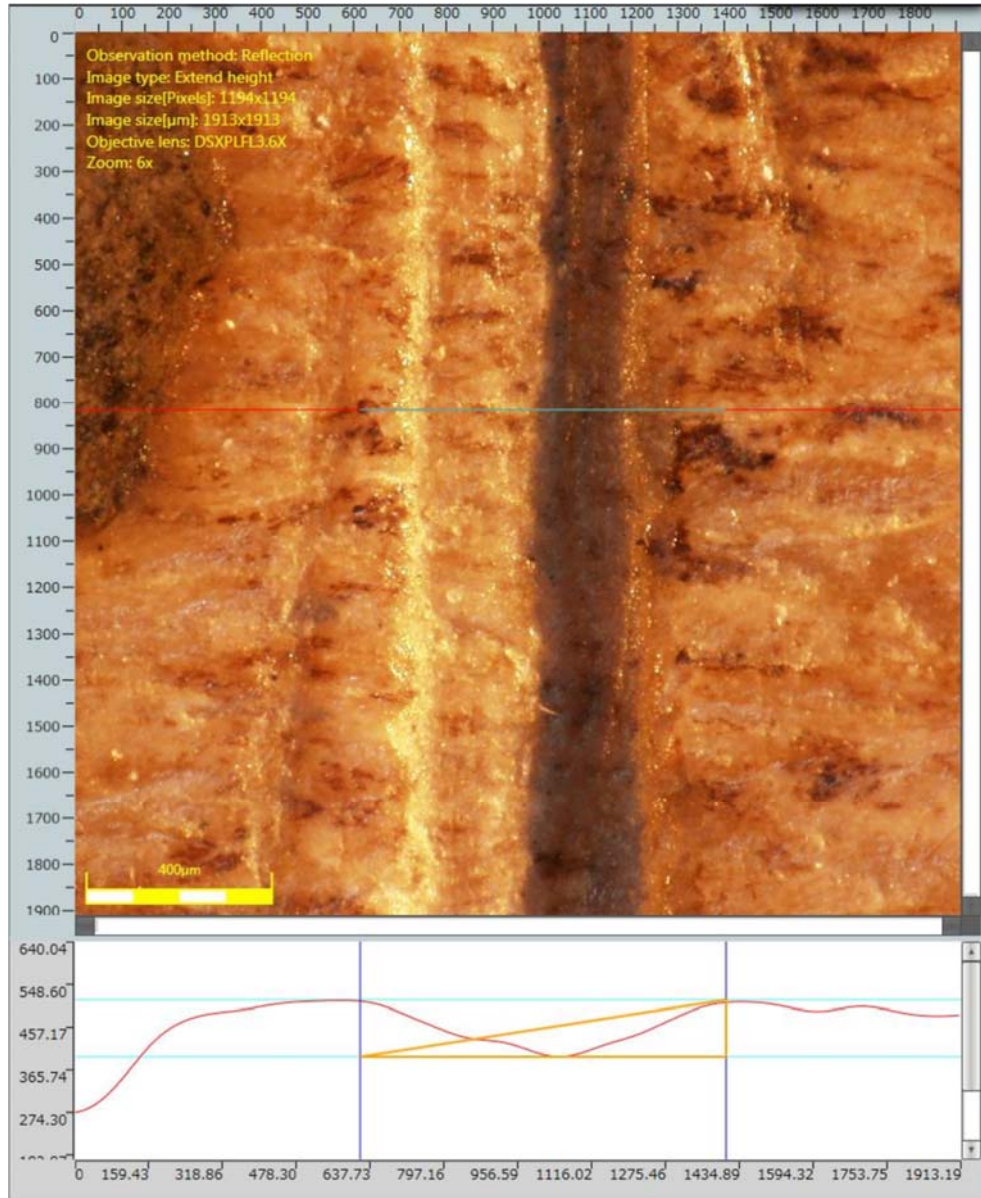 0 100 200 300 400 500 600 700 800 900 1000 1100 1200 1300 1400 1500 1600 1700 1800
0
100
200
300
400
500
600
700
800
900
1000
1100
1200
1300
1400
1500
1600
1700
1800
1900
Observation method: Reflection
Image type: Extend height
Image size[Pixels]: 1194x1194
Image size[µm]: 1913x1913
Objective lens: DSXPLFL3.6X
Zoom: 6x
400µm
640.04
548.60
457.17
365.74
274.30
0 159.43 318.86 478.30 637.73 797.16 956.59 1116.02 1275.46 1434.89 1594.32 1753.75 1913.19